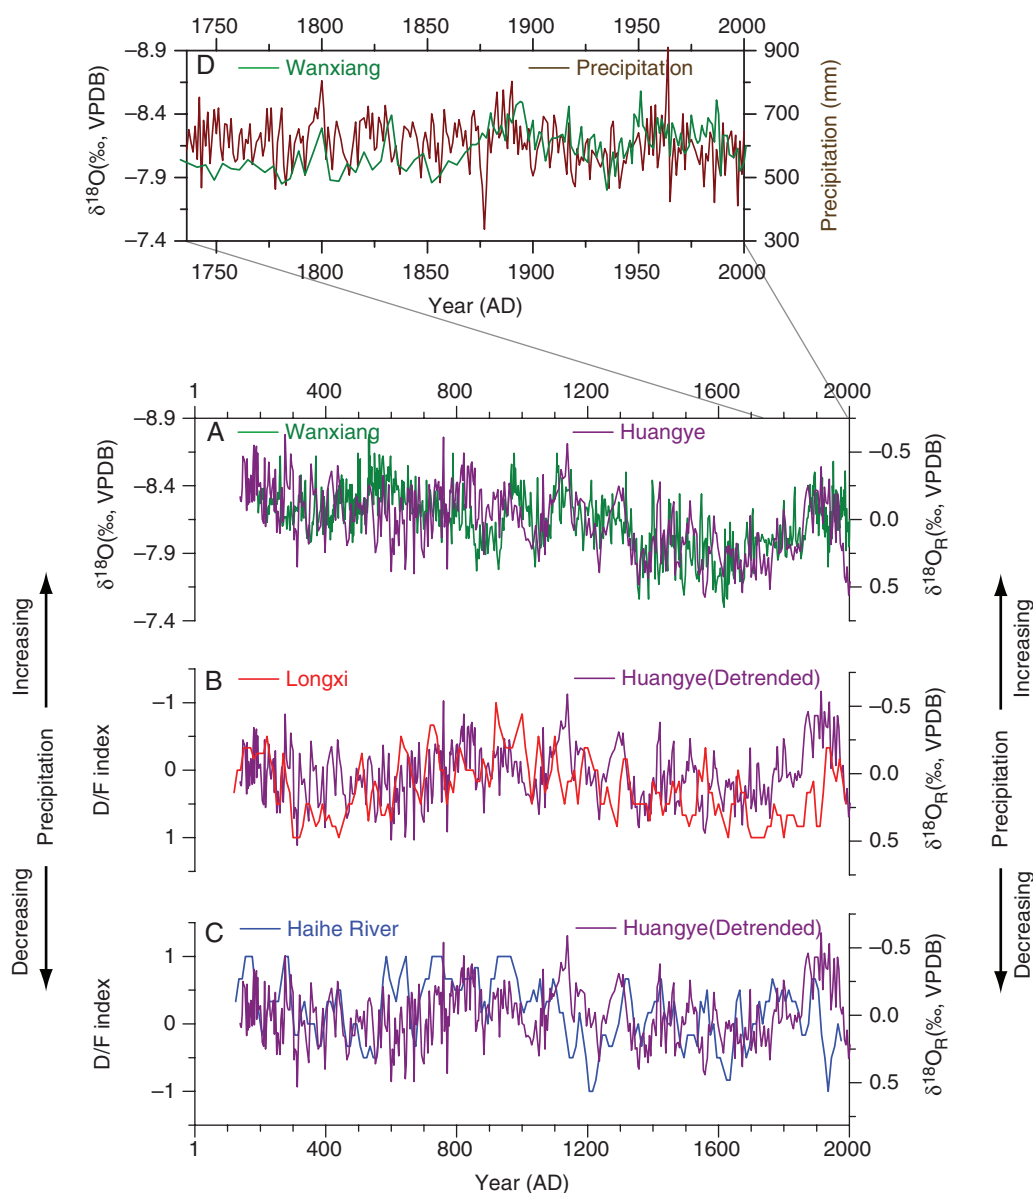 1750 1800 1850 1900 1950 2000
D Wanxiang Precipitation
−8.9 −8.4 −7.9 −7.4
δ18O(‰, VPDB)
900 700 500 300
Precipitation (mm)
1750 1800 1850 1900 1950 2000
Year (AD)
1 400 800 1200 1600 2000
A Wanxiang Huangye
−8.9 −8.4 −7.9 −7.4
δ18O(‰, VPDB)
−0.5 0.0 0.5
δ18OR(‰, VPDB)
B Longxi Huangye(Detrended)
−1 0 1
D/F index
−0.5 0.0 0.5
δ18OR(‰, VPDB)
C Haihe River Huangye(Detrended)
1 0 −1
D/F index
−0.5 0.0 0.5
δ18OR(‰, VPDB)
1 400 800 1200 1600 2000
Year (AD)
Increasing
Precipitation
Decreasing
Increasing
Precipitation
Decreasing